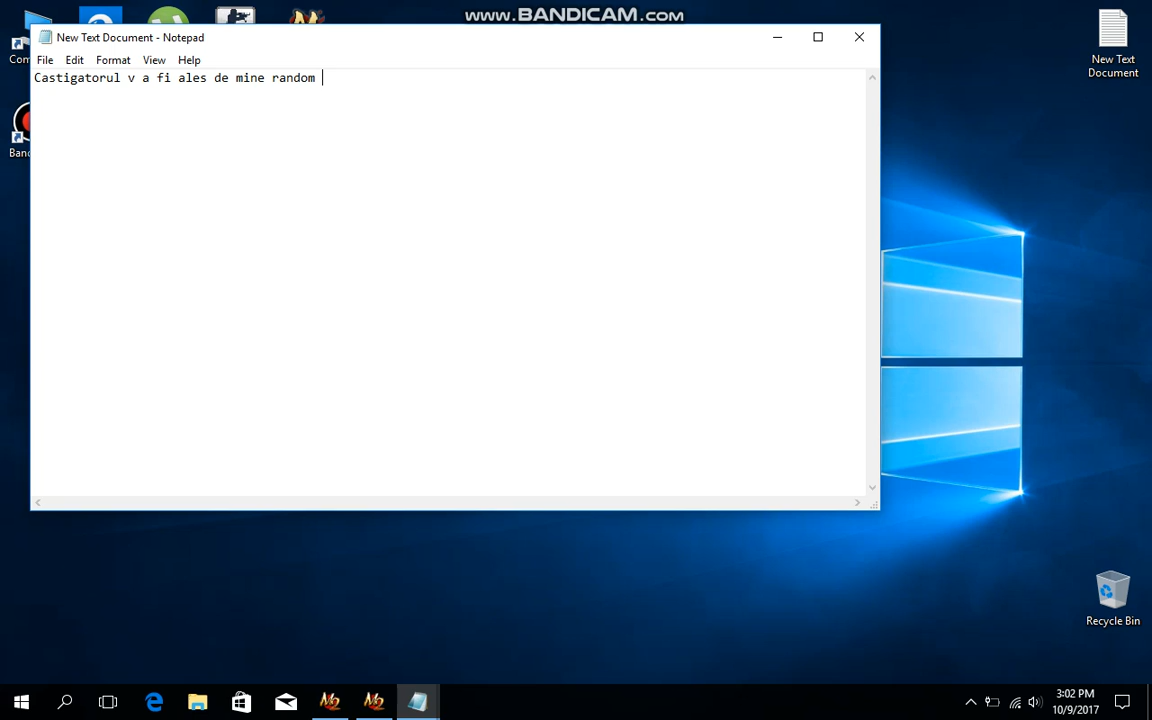 www.BANDICAM.com
New Text Document - Notepad
File Edit Format View Help
Castigatorul v a fi ales de mine random
New Text Document
Recycle Bin
3:02 PM
10/9/2017